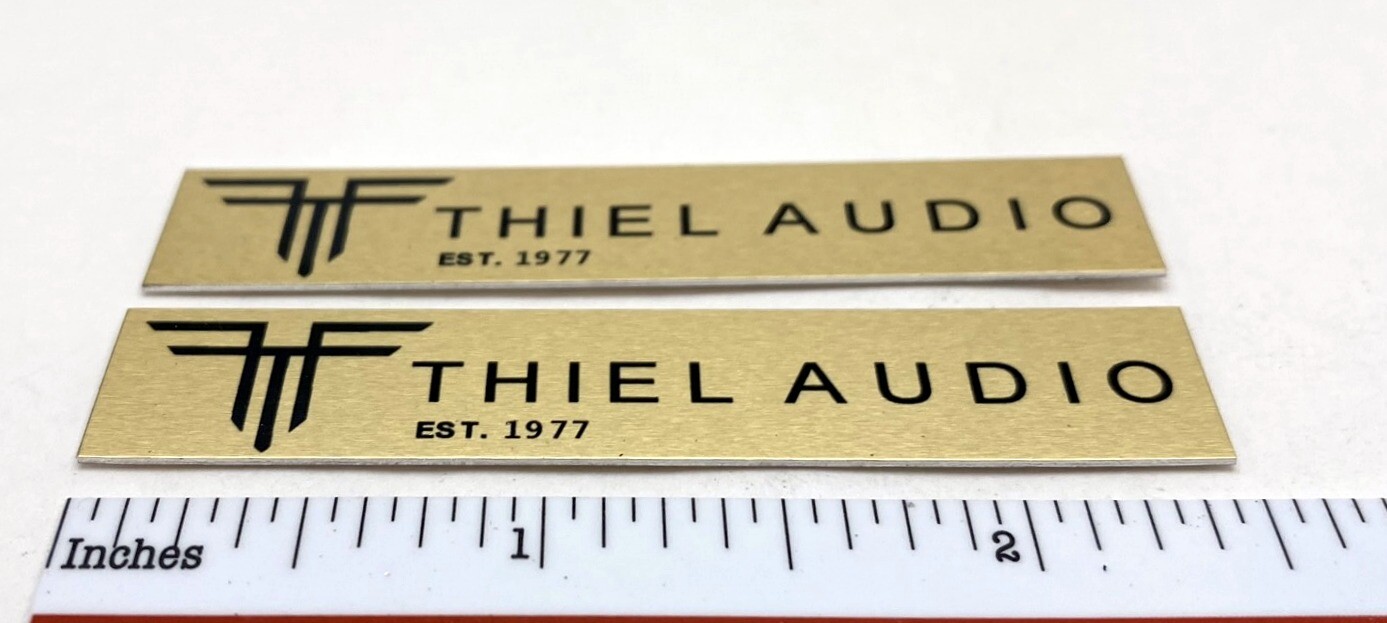 THIEL AUDIO
EST. 1977
THIEL AUDIO
EST. 1977
Inches 1 2